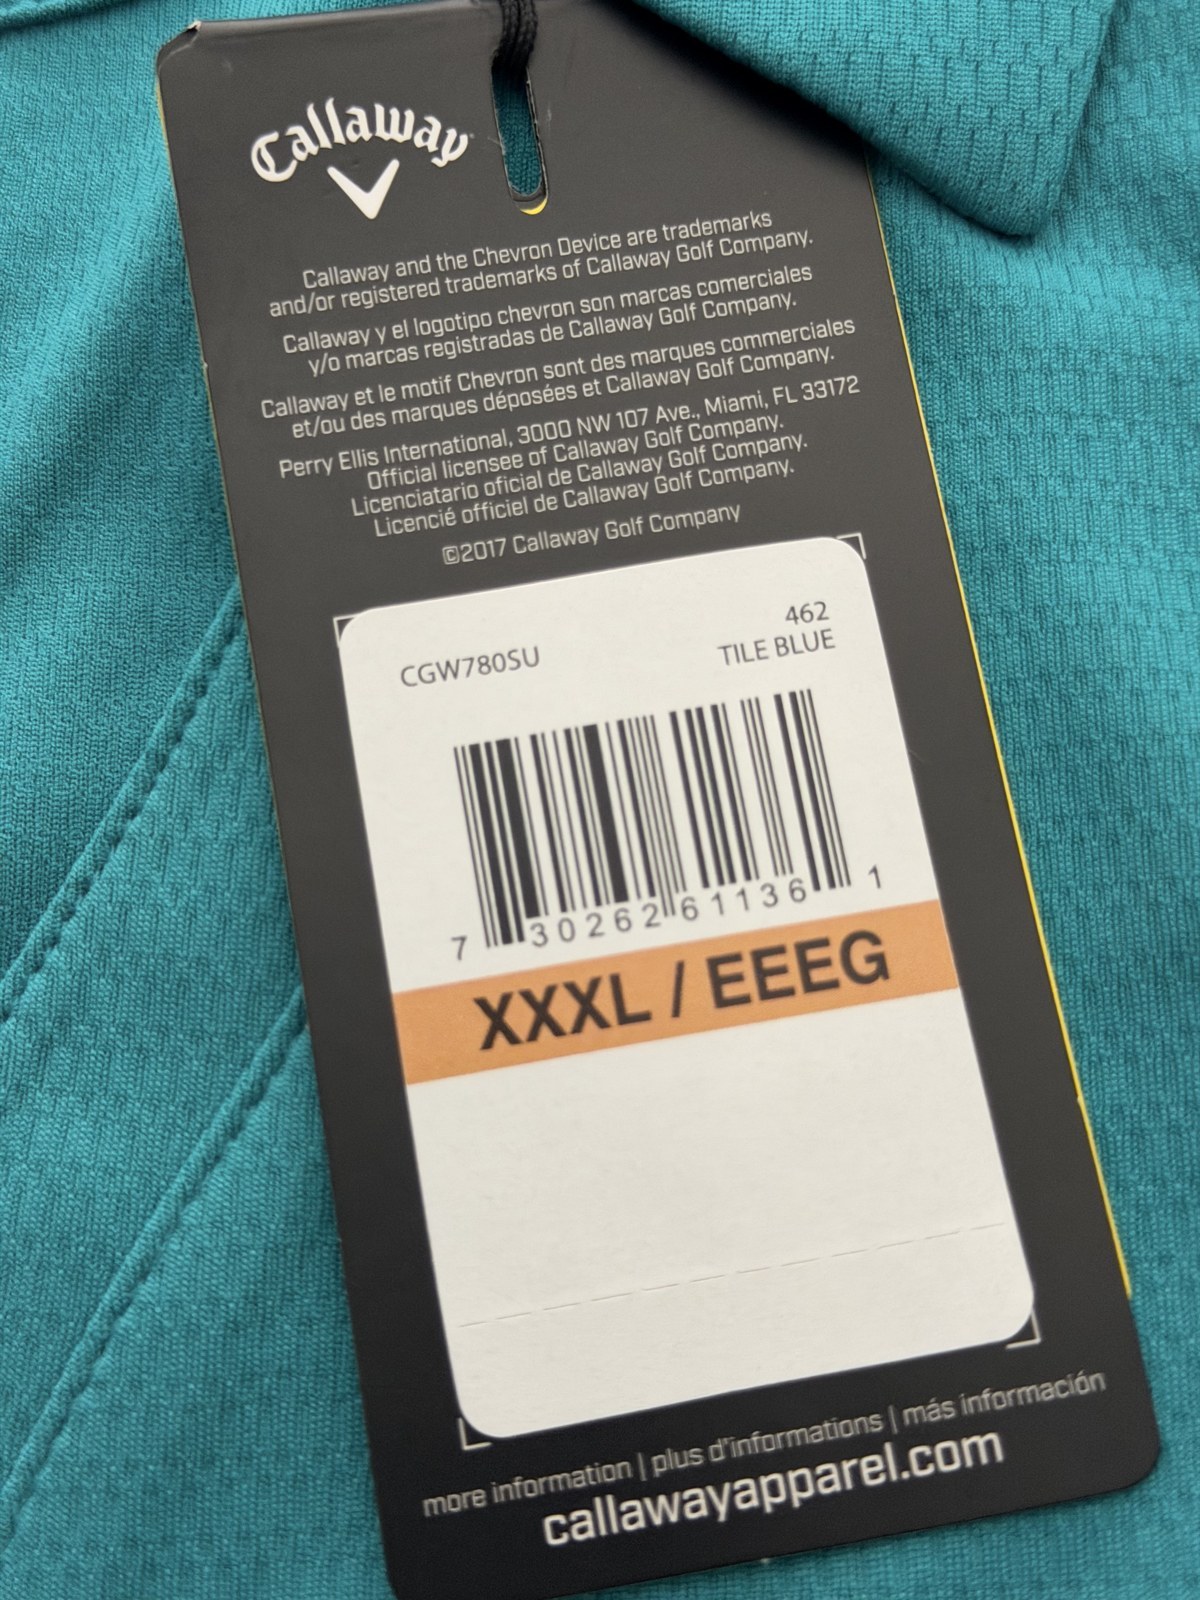 Callaway
Callaway and the Chevron Device are trademarks
and/or registered trademarks of Callaway Golf Company.
Callaway y el logotipo chevron son marcas comerciales
y/o marcas registradas de Callaway Golf Company.
Callaway et le motif Chevron sont des marques commerciales
et/ou des marques déposées et Callaway Golf Company.
Perry Ellis International, 3000 NW 107 Ave., Miami, FL 33172
Official licensee of Callaway Golf Company.
Licenciatario oficial de Callaway Golf Company.
Licencié officiel de Callaway Golf Company.
©2017 Callaway Golf Company
462
CGW780SU TILE BLUE
7 30262 61136 1
XXXL / EEEG
more information | plus d'informations | más información
callawayapparel.com